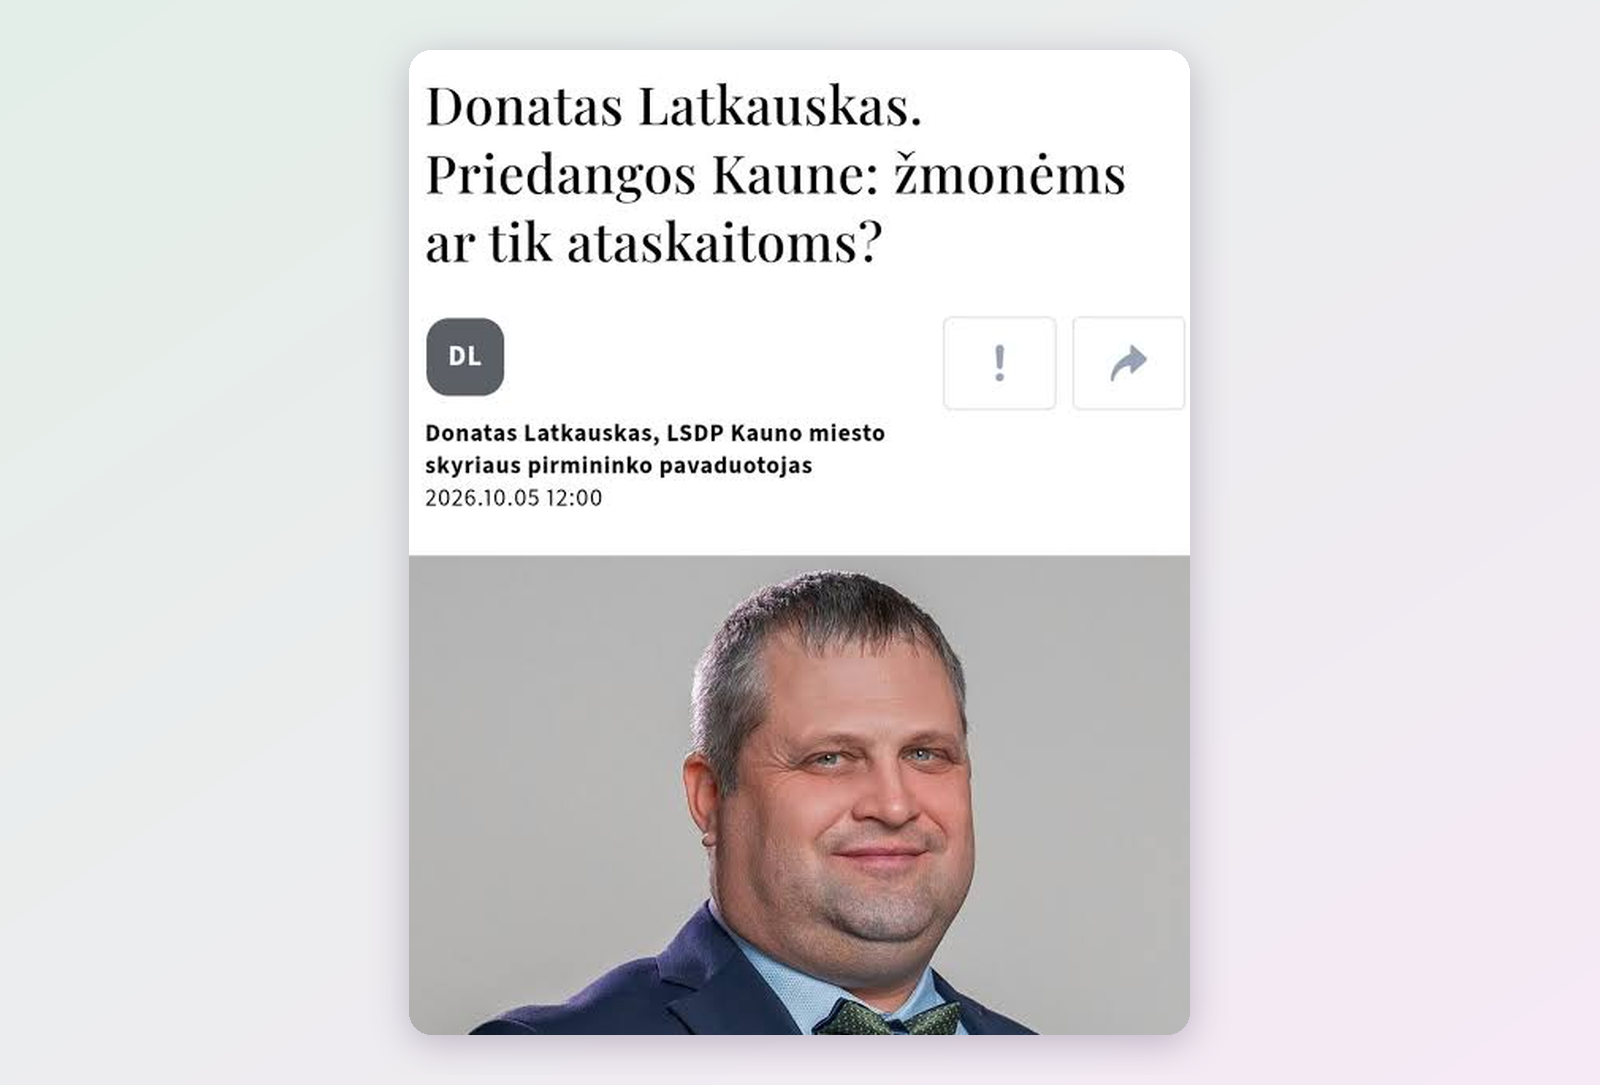 Donatas Latkauskas.
Priedangos Kaune: žmonėms
ar tik ataskaitoms?
DL
Donatas Latkauskas, LSDP Kauno miesto
skyriaus pirmininko pavaduotojas
2026.10.05 12:00